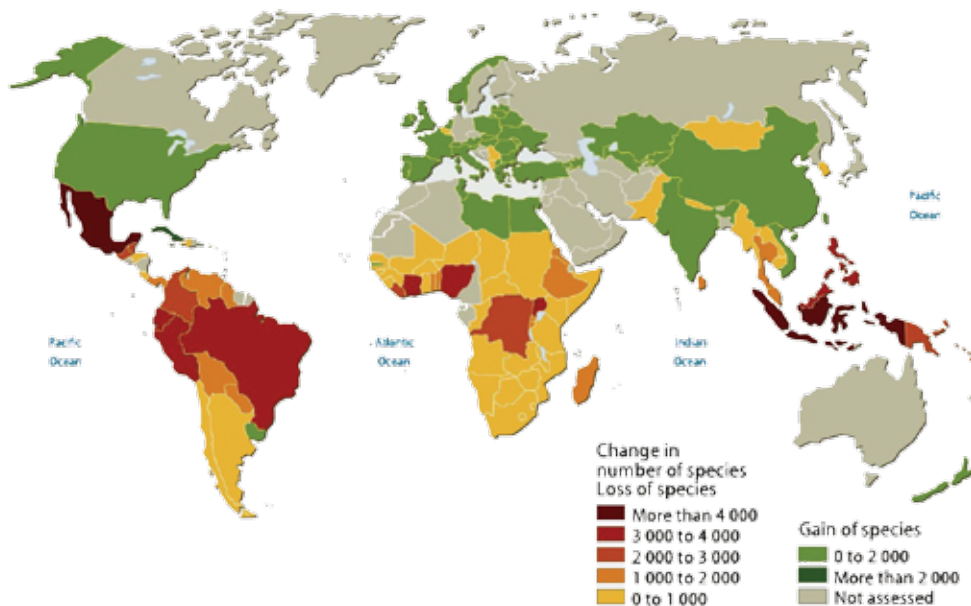 Pacific
Ocean
Pacific
Ocean
Atlantic
Ocean
Indian
Ocean
Change in
number of species
Loss of species
More than 4 000
3 000 to 4 000
2 000 to 3 000
1 000 to 2 000
0 to 1 000
Gain of species
0 to 2 000
More than 2 000
Not assessed